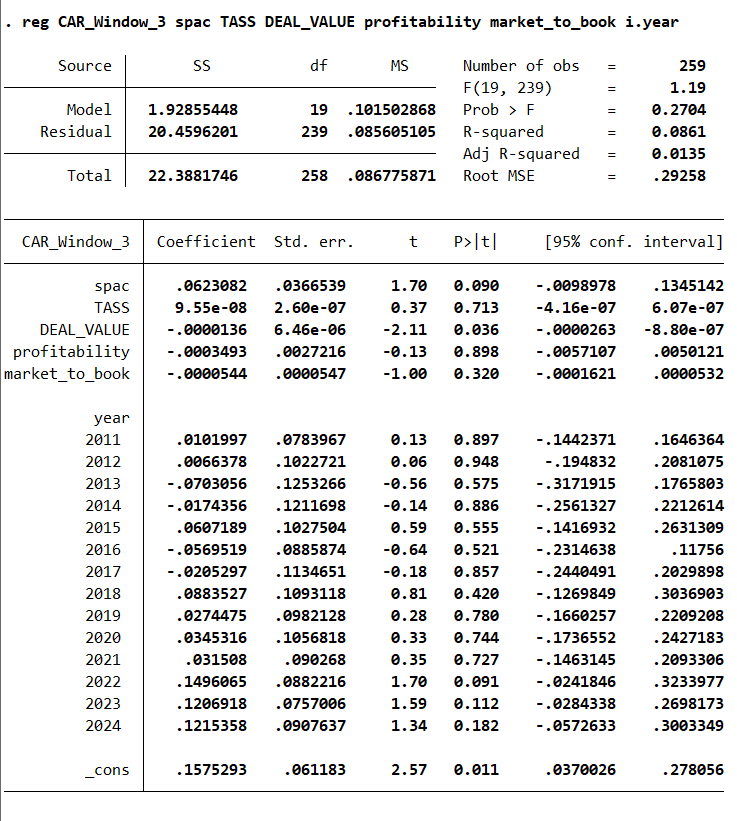 . reg CAR_Window_3 spac TASS DEAL_VALUE profitability market_to_book i.year
Source SS df MS Number of obs = 259
F(19, 239) = 1.19
Model 1.92855448 19 .101502868 Prob > F = 0.2704
Residual 20.4596201 239 .085605105 R-squared = 0.0861
Adj R-squared = 0.0135
Total 22.3881746 258 .086775871 Root MSE = .29258
CAR_Window_3 Coefficient Std. err. t P>|t| [95% conf. interval]
spac .0623082 .0366539 1.70 0.090 -.0098978 .1345142
TASS 9.55e-08 2.60e-07 0.37 0.713 -4.16e-07 6.07e-07
DEAL_VALUE -.0000136 6.46e-06 -2.11 0.036 -.0000263 -8.80e-07
profitability -.0003493 .0027216 -0.13 0.898 -.0057107 .0050121
market_to_book -.0000544 .0000547 -1.00 0.320 -.0001621 .0000532
year
2011 .0101997 .0783967 0.13 0.897 -.1442371 .1646364
2012 .0066378 .1022721 0.06 0.948 -.194832 .2081075
2013 -.0703056 .1253266 -0.56 0.575 -.3171915 .1765803
2014 -.0174356 .1211698 -0.14 0.886 -.2561327 .2212614
2015 .0607189 .1027504 0.59 0.555 -.1416932 .2631309
2016 -.0569519 .0885874 -0.64 0.521 -.2314638 .11756
2017 -.0205297 .1134651 -0.18 0.857 -.2440491 .2029898
2018 .0883527 .1093118 0.81 0.420 -.1269849 .3036903
2019 .0274475 .0982128 0.28 0.780 -.1660257 .2209208
2020 .0345316 .1056818 0.33 0.744 -.1736552 .2427183
2021 .031508 .090268 0.35 0.727 -.1463145 .2093306
2022 .1496065 .0882216 1.70 0.091 -.0241846 .3233977
2023 .1206918 .0757006 1.59 0.112 -.0284338 .2698173
2024 .1215358 .0907637 1.34 0.182 -.0572633 .3003349
_cons .1575293 .061183 2.57 0.011 .0370026 .278056